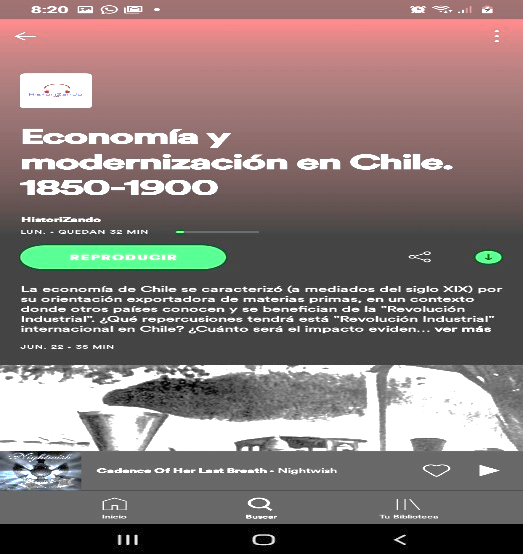 8:20
HistoriZando
Economía y
modernización en Chile.
1850-1900
HistoriZando
LUN. - QUEDAN 32 MIN
REPRODUCIR
La economía de Chile se caracterizó (a mediados del siglo XIX) por
su orientación exportadora de materias primas, en un contexto
donde otros países conocen y se benefician de la "Revolución
Industrial". ¿Qué repercusiones tendrá está "Revolución Industrial"
internacional en Chile? ¿Cuánto será el impacto eviden... ver más
JUN. 22 - 35 MIN
Nightwish
Cadence Of Her Last Breath - Nightwish
Inicio Buscar Tu Biblioteca